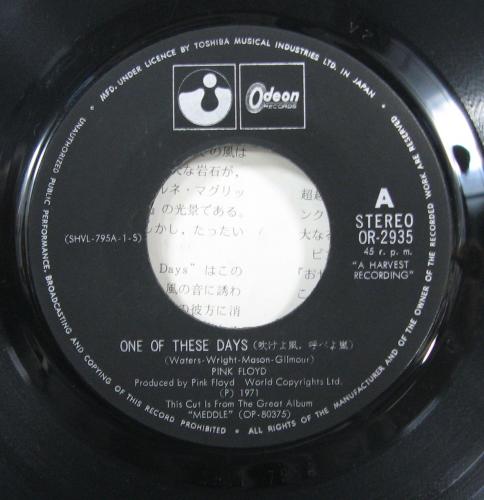 MFD. UNDER LICENCE BY TOSHIBA MUSICAL INDUSTRIES LTD. IN JAPAN
Odeon
RECORDS
(SHVL-795A-1-S)
A
STEREO
OR-2935
45 r. p. m.
"A HARVEST
RECORDING"
の風は
な岩石が,
ルネ・マグリッ
の光景である。
しかし, たったい
Days" はこの
風の音に誘わ
の彼方に消
ONE OF THESE DAYS (吹けよ風, 呼べよ嵐)
(Waters-Wright-Mason-Gilmour)
PINK FLOYD
Produced by Pink Floyd World Copyrights Ltd.
Ⓟ 1971
This Cut Is From The Great Album
"MEDDLE" (OP-80375)
UNAUTHORIZED PUBLIC PERFORMANCE, BROADCASTING AND COPYING OF THIS RECORD PROHIBITED
ALL RIGHTS OF THE MANUFACTURER AND OF THE OWNER OF THE RECORDED WORK ARE RESERVED